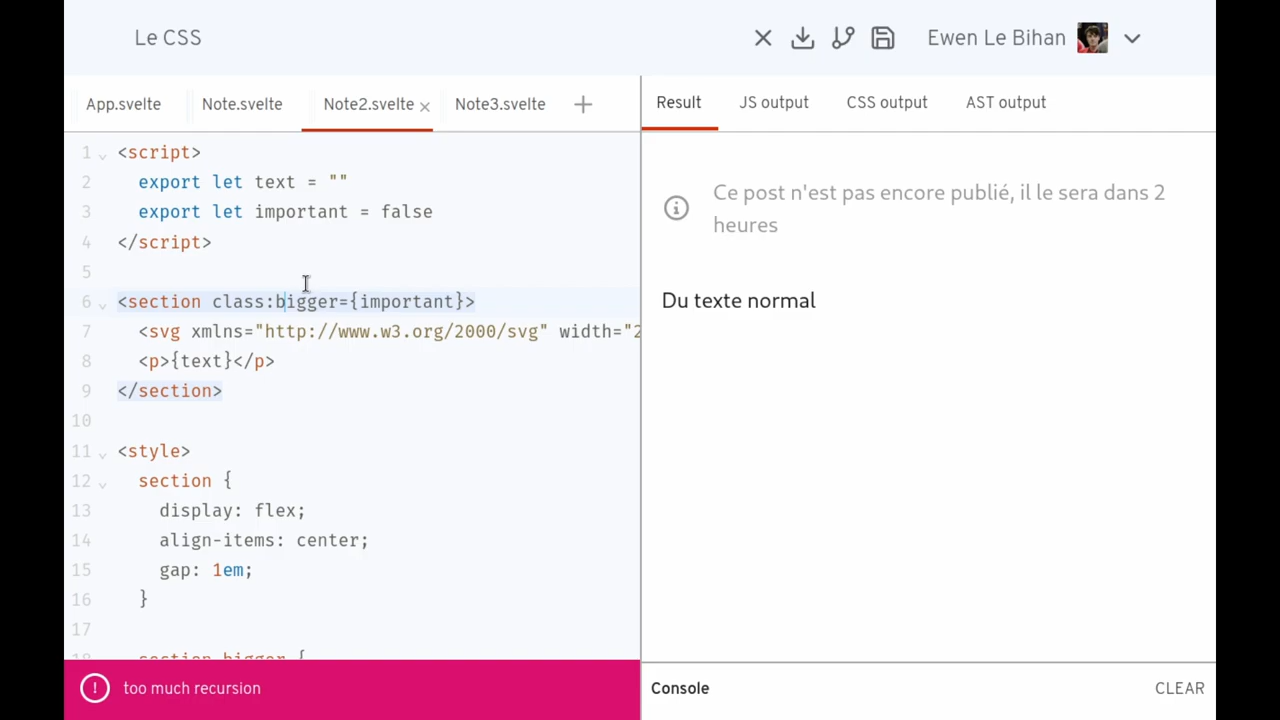 Le CSS
Ewen Le Bihan
App.svelte
Note.svelte
Note2.svelte
Note3.svelte
Result
JS output
CSS output
AST output
1 <script>
2 export let text = ""
3 export let important = false
4 </script>
5
6 <section class:bigger={important}>
7 <svg xmlns="http://www.w3.org/2000/svg" width="2
8 <p>{text}</p>
9 </section>
10
11 <style>
12 section {
13 display: flex;
14 align-items: center;
15 gap: 1em;
16 }
17
18 section.bigger {
too much recursion
Ce post n'est pas encore publié, il le sera dans 2
heures
Du texte normal
Console
CLEAR